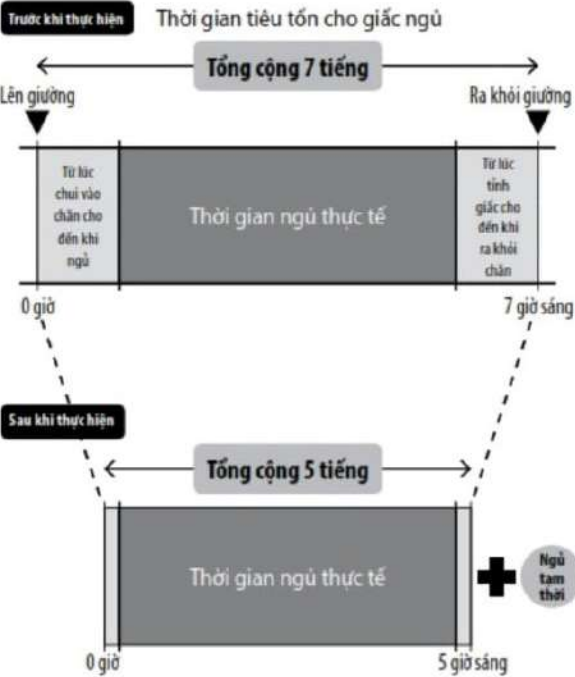 Trước khi thực hiện
Thời gian tiêu tốn cho giấc ngủ
Tổng cộng 7 tiếng
Lên giường
Ra khỏi giường
Từ lúc
chui vào
chăn cho
đến khi
ngủ
Thời gian ngủ thực tế
Từ lúc
tỉnh
giấc cho
đến khi
ra khỏi
chăn
0 giờ
7 giờ sáng
Sau khi thực hiện
Tổng cộng 5 tiếng
Thời gian ngủ thực tế
Ngủ
tạm
thời
0 giờ
5 giờ sáng